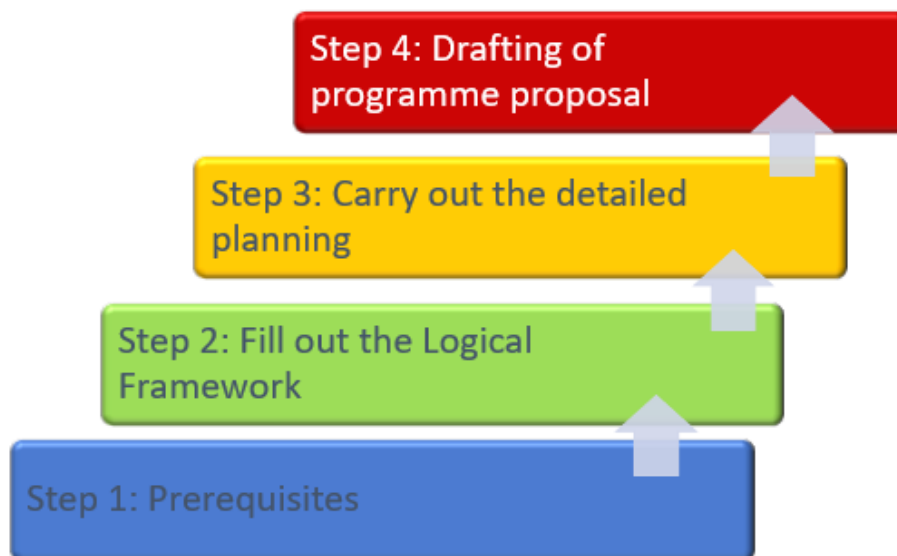 Step 4: Drafting of
programme proposal
Step 3: Carry out the detailed
planning
Step 2: Fill out the Logical
Framework
Step 1: Prerequisites